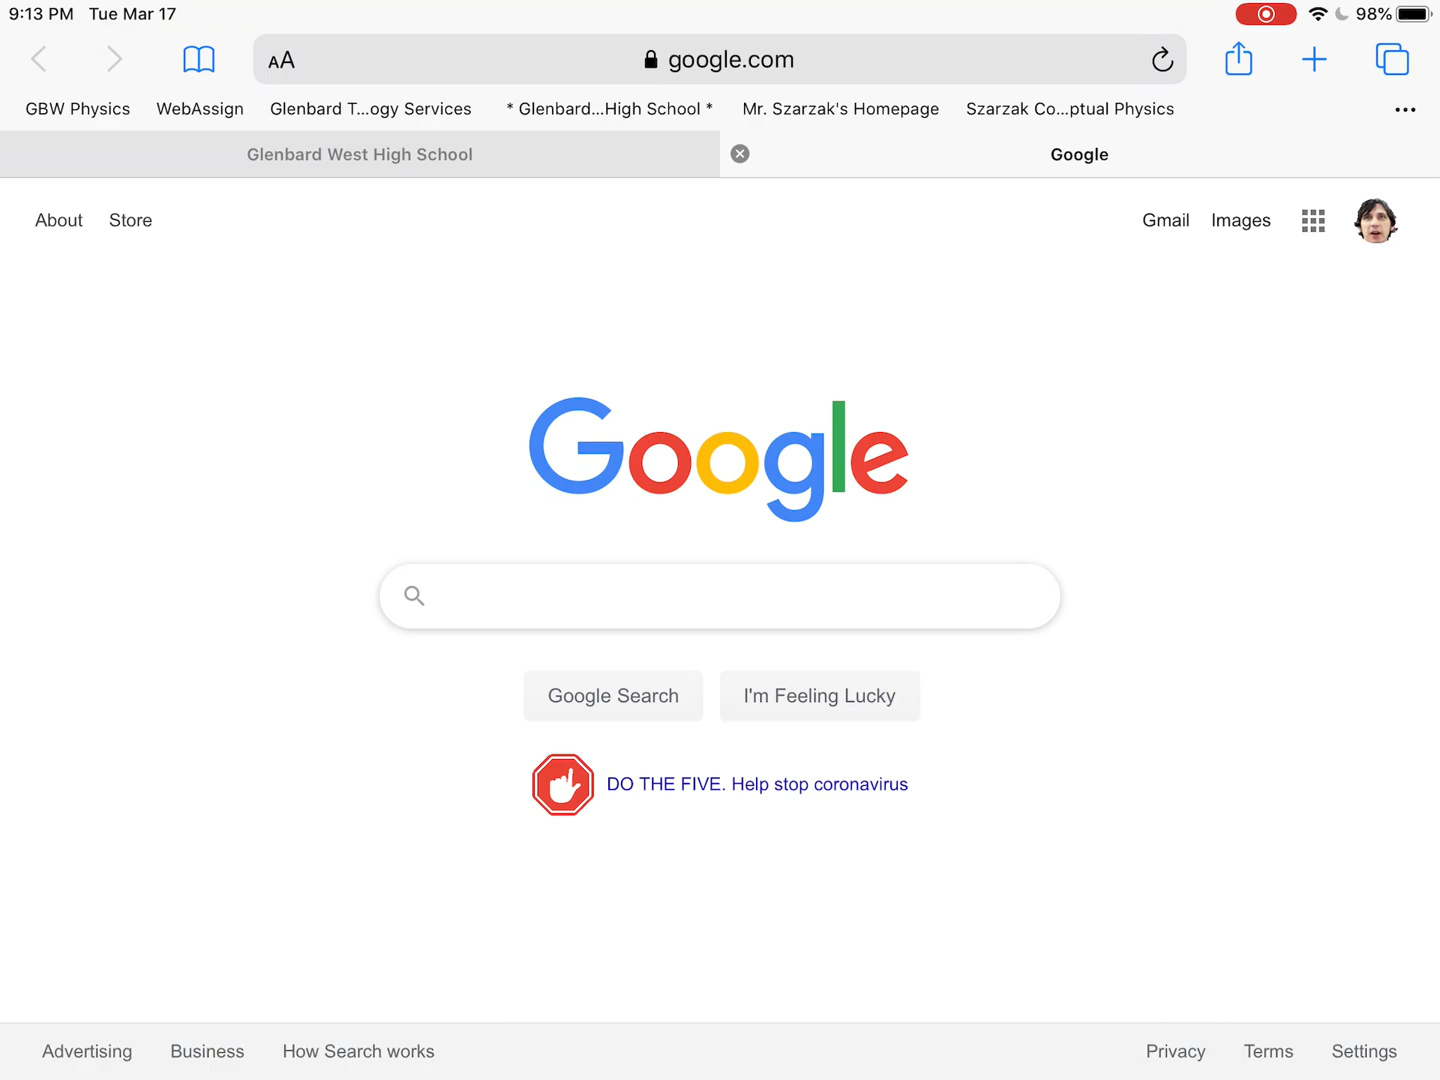 9:13 PM Tue Mar 17 98%
AA google.com
GBW Physics WebAssign Glenbard T...ogy Services * Glenbard...High School * Mr. Szarzak's Homepage Szarzak Co...ptual Physics ...
Glenbard West High School Google
About Store Gmail Images
Google
Google Search I'm Feeling Lucky
DO THE FIVE. Help stop coronavirus
Advertising Business How Search works Privacy Terms Settings